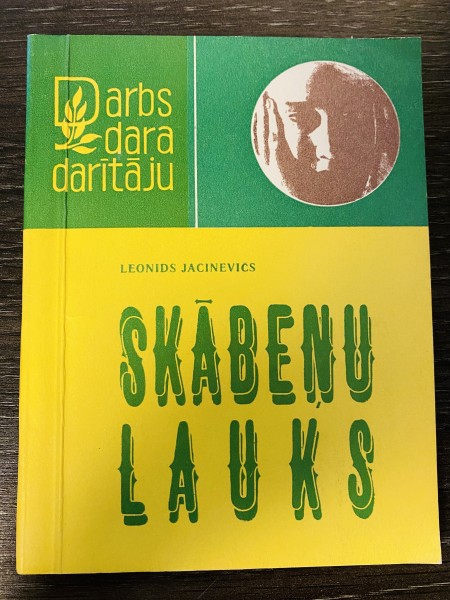 Darbs
dara
darītāju
LEONIDS JACINEVIČS
SKĀBEŅU
LAUKS